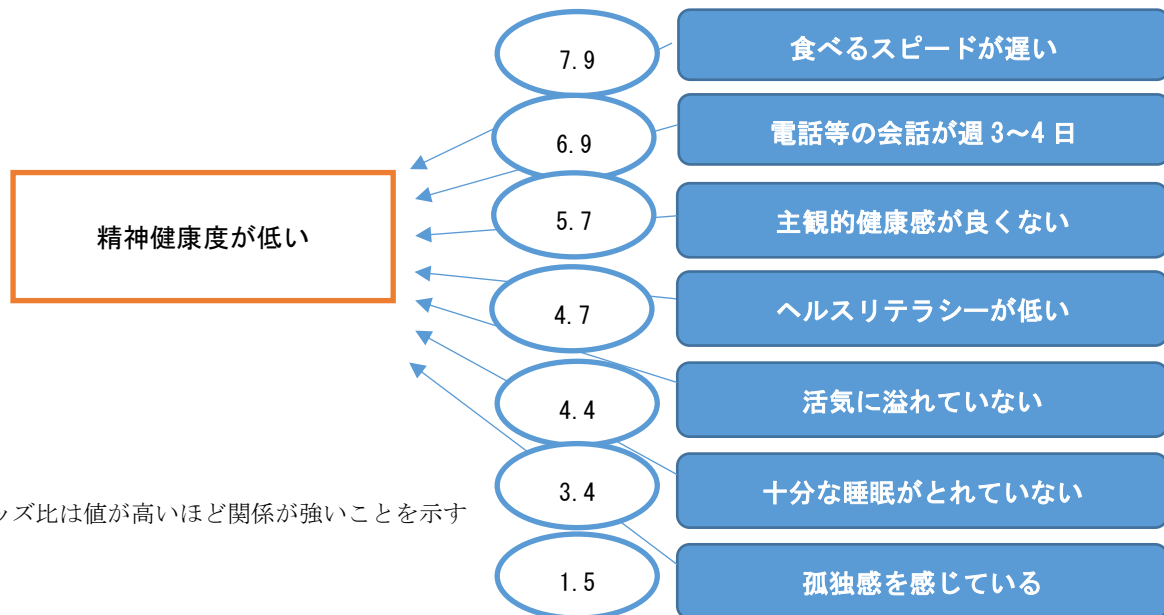 7.9
食べるスピードが遅い
6.9
電話等の会話が週 3～4 日
5.7
主観的健康感が良くない
精神健康度が低い
4.7
ヘルスリテラシーが低い
4.4
活気に溢れていない
3.4
十分な睡眠がとれていない
ッズ比は値が高いほど関係が強いことを示す
1.5
孤独感を感じている